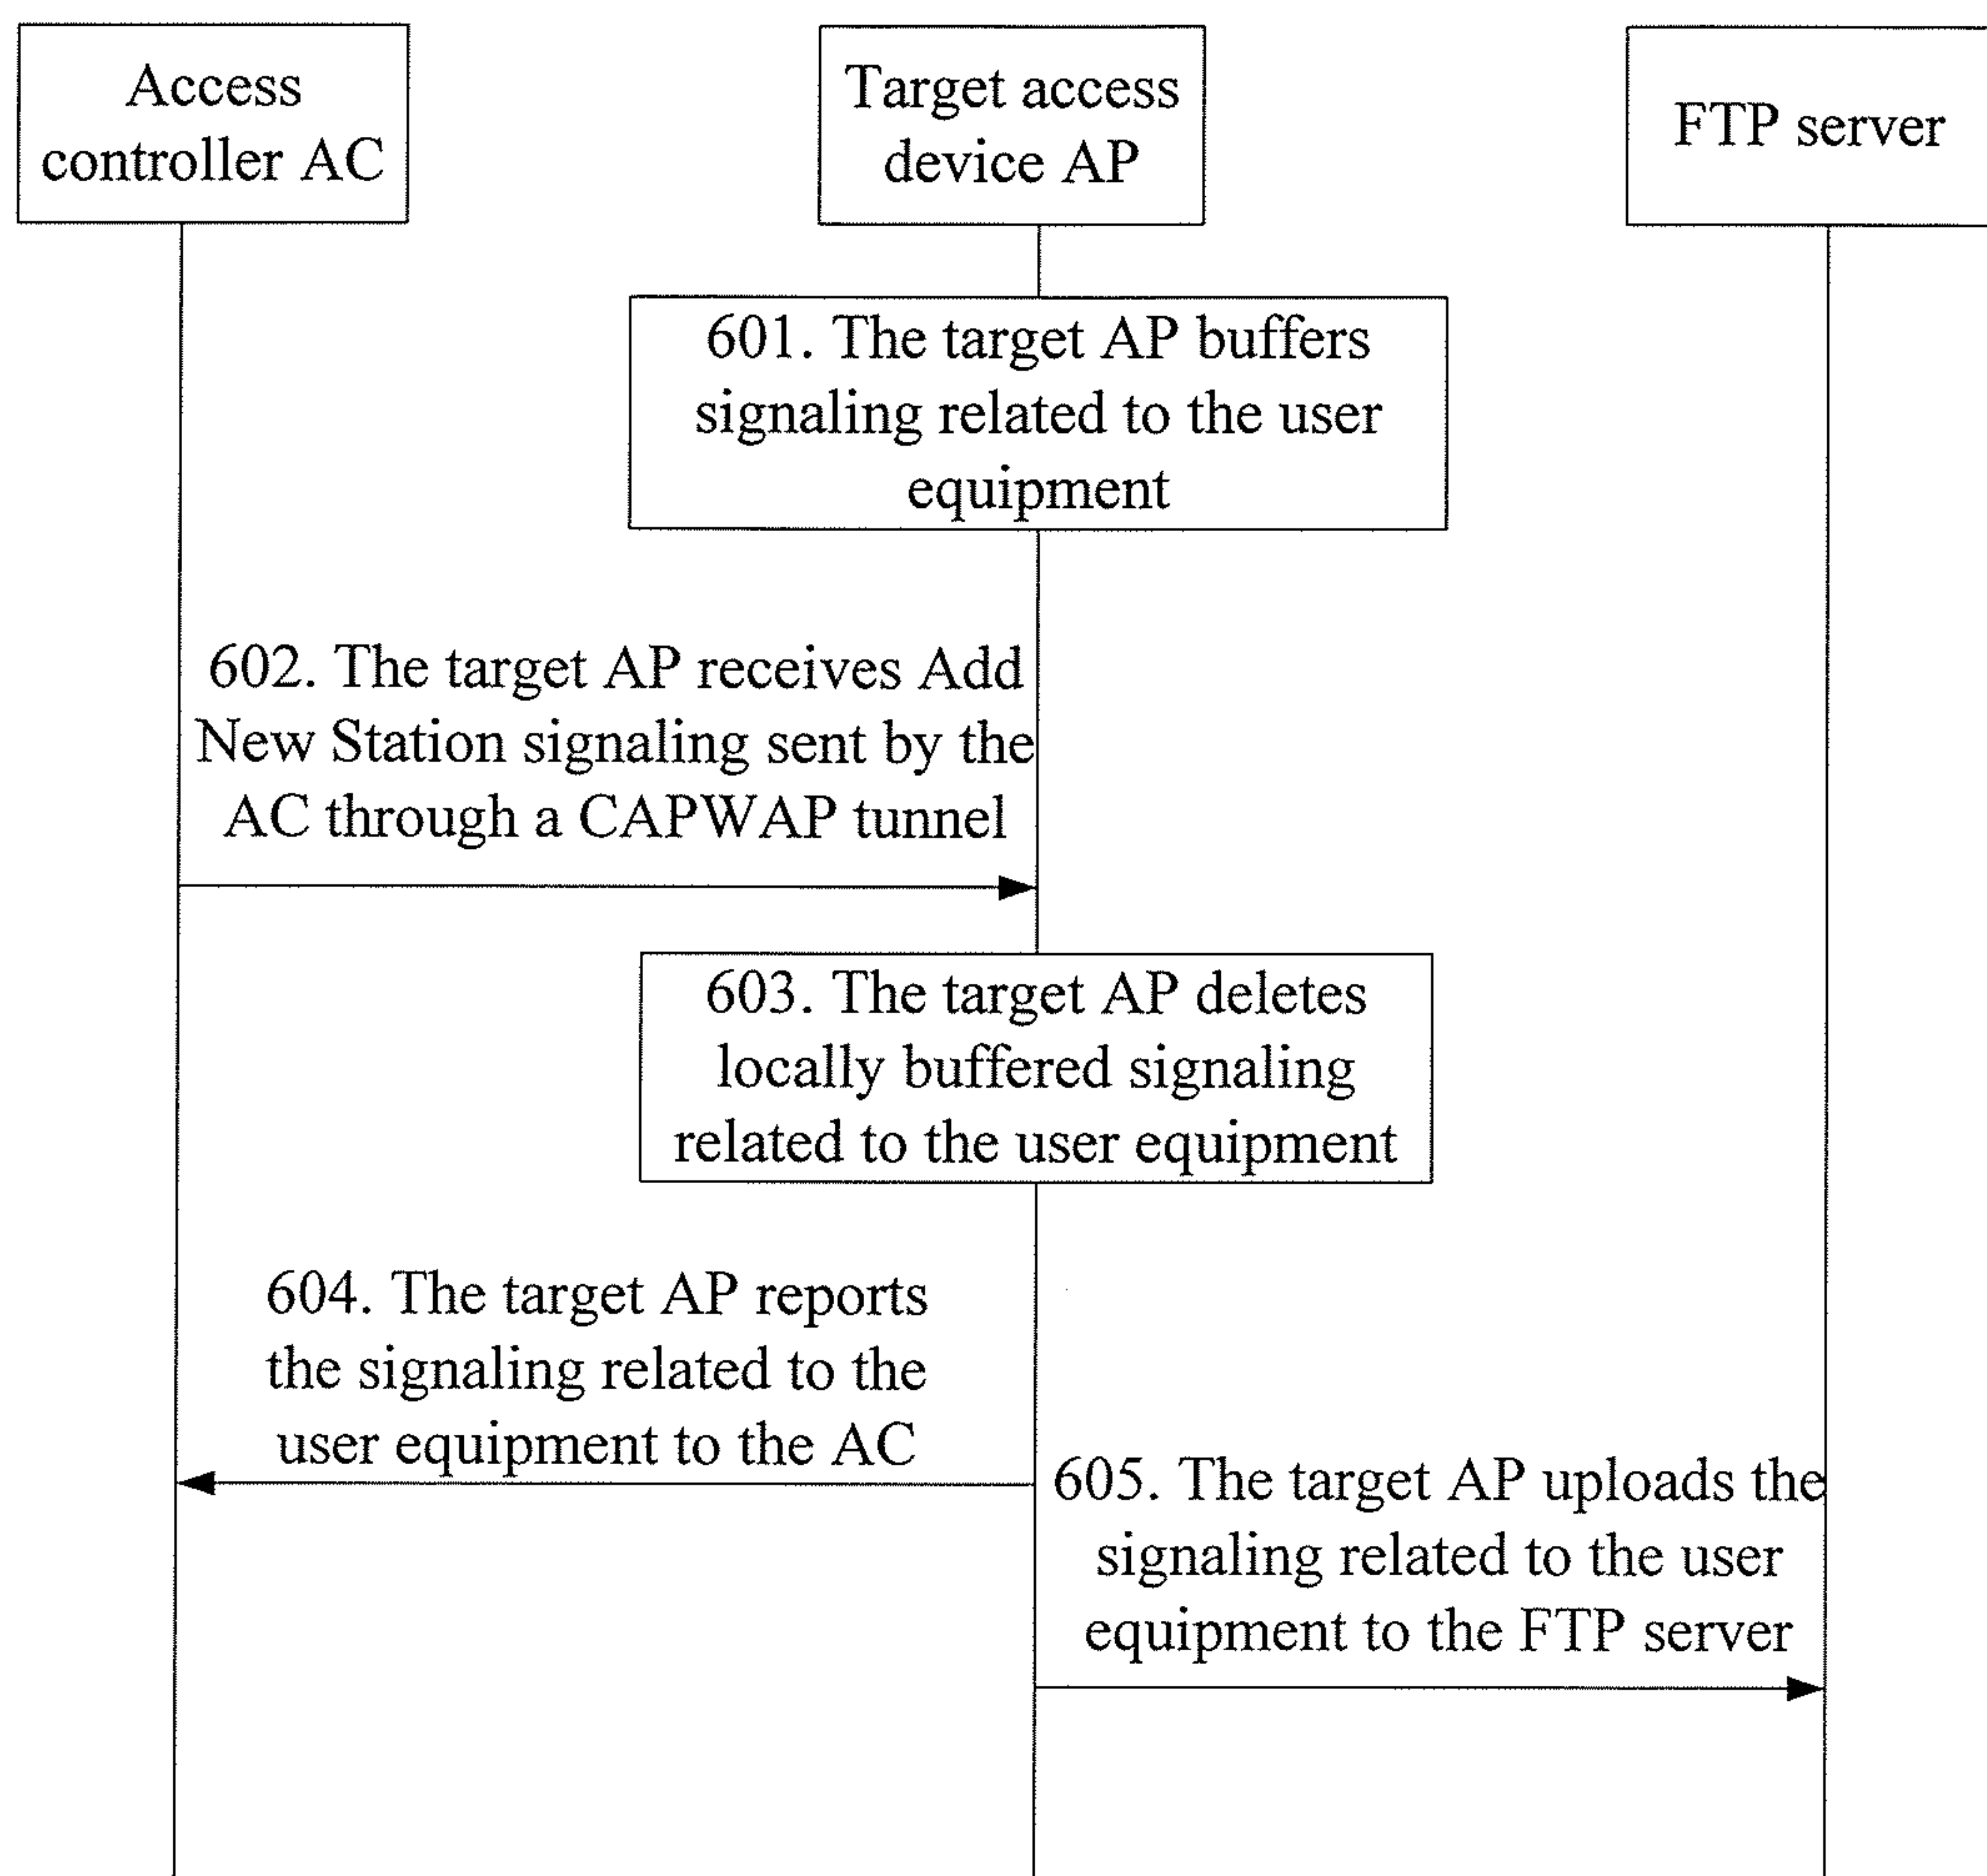 Access
controller AC
Target access
device AP
FTP server
601. The target AP buffers
signaling related to the user
equipment
602. The target AP receives Add
New Station signaling sent by the
AC through a CAPWAP tunnel
603. The target AP deletes
locally buffered signaling
related to the user equipment
604. The target AP reports
the signaling related to the
user equipment to the AC
605. The target AP uploads the
signaling related to the user
equipment to the FTP server